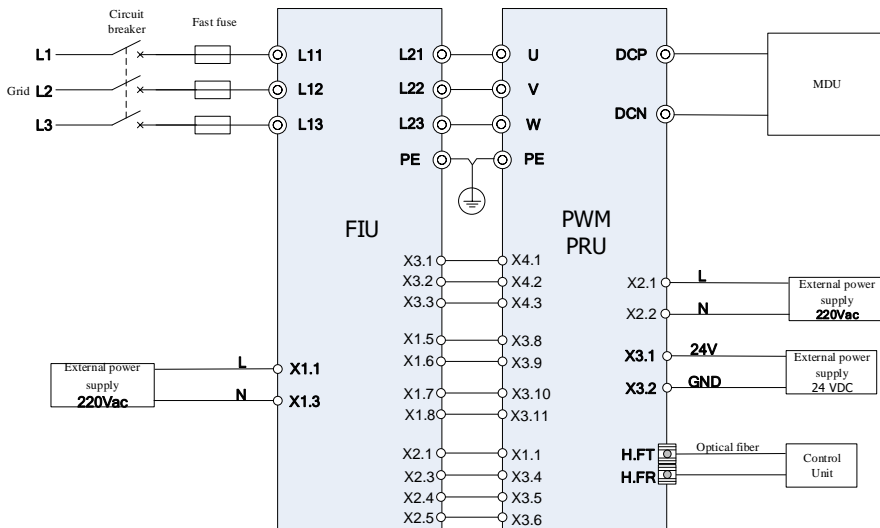 Circuit
breaker
Fast fuse
L1
L11
L21
U
DCP
Grid L2
L12
L22
V
MDU
L3
L13
L23
W
DCN
PE
PE
FIU
PWM
PRU
X3.1
X4.1
X3.2
X4.2
X3.3
X4.3
X2.1
L
External power
supply
220Vac
X2.2
N
X1.5
X3.8
X1.6
X3.9
X3.1
24V
External power
supply
24 VDC
X3.2
GND
External power
supply
220Vac
L
X1.1
N
X1.3
X1.7
X3.10
X1.8
X3.11
X2.1
X1.1
X2.3
X3.4
X2.4
X3.5
X2.5
X3.6
H.FT
Optical fiber
H.FR
Control
Unit